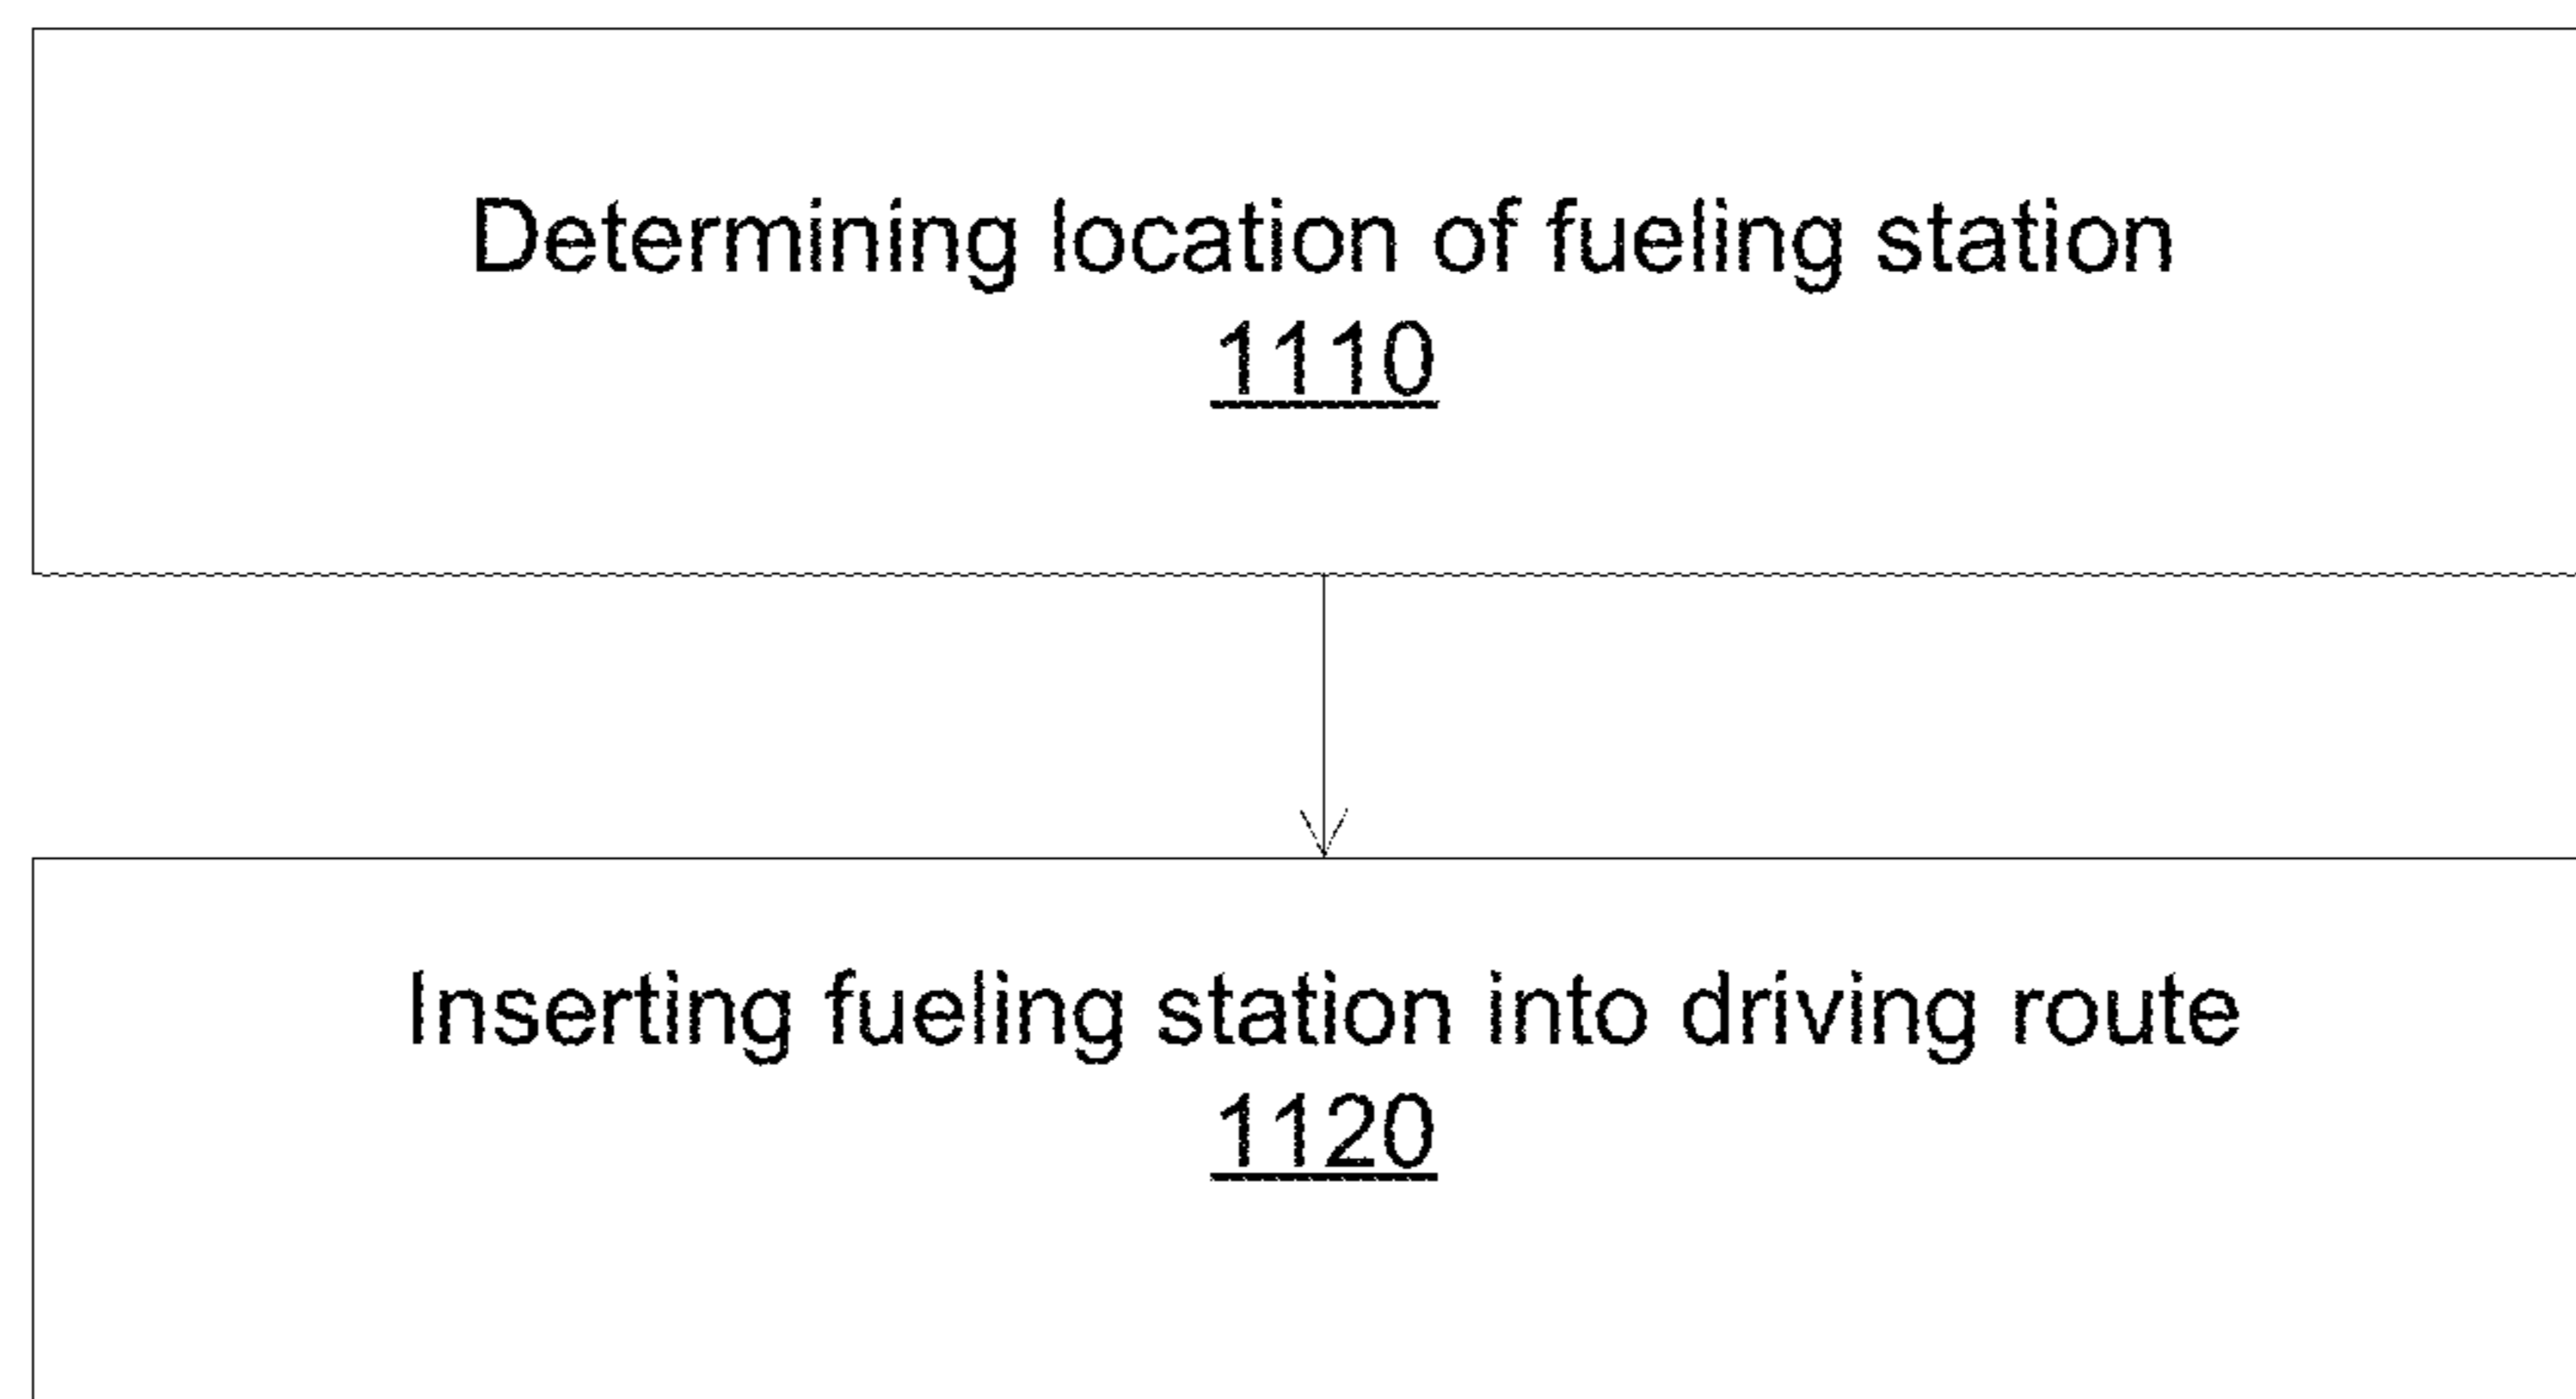 Determining location of fueling station
1110
Inserting fueling station into driving route
1120